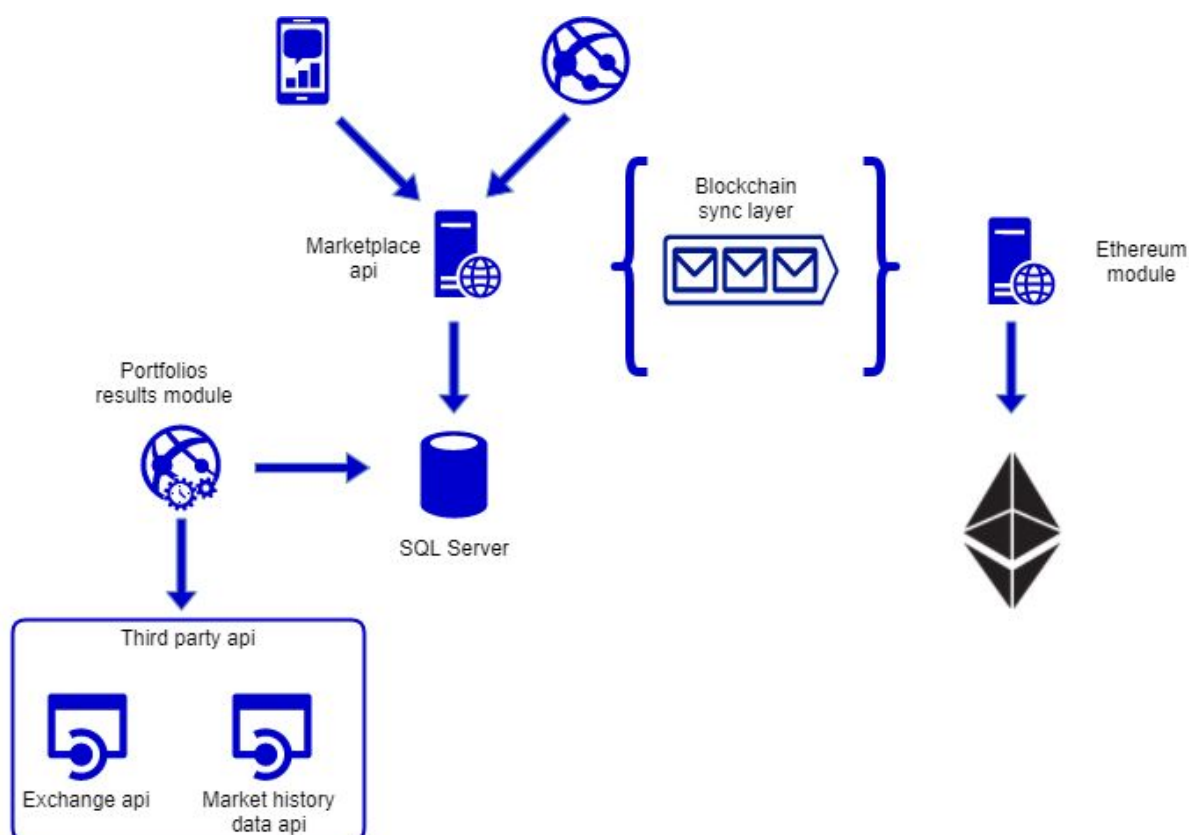 Blockchain
sync layer
Marketplace
api
Ethereum
module
Portfolios
results module
SQL Server
Third party api
Exchange api
Market history
data api